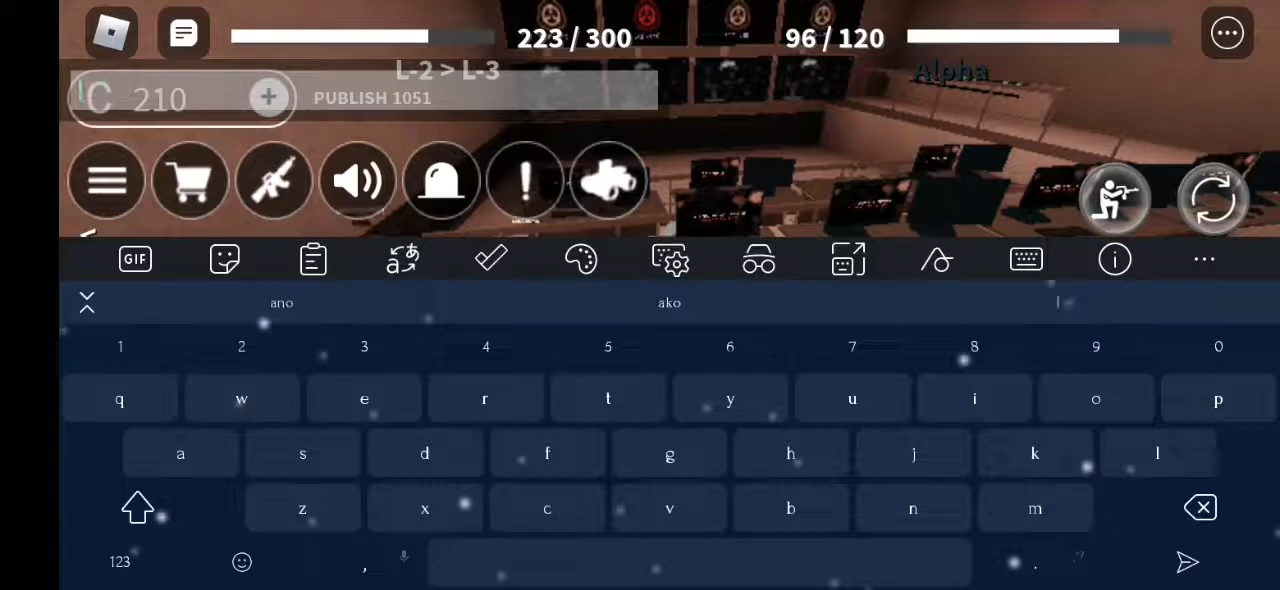 223 / 300
96 / 120
L-2 > L-3
Alpha
C 210 +
PUBLISH 1051
GIF
ano ako I
1 2 3 4 5 6 7 8 9 0
q w e r t y u i o p
a s d f g h j k l
z x c v b n m
123 , . !?